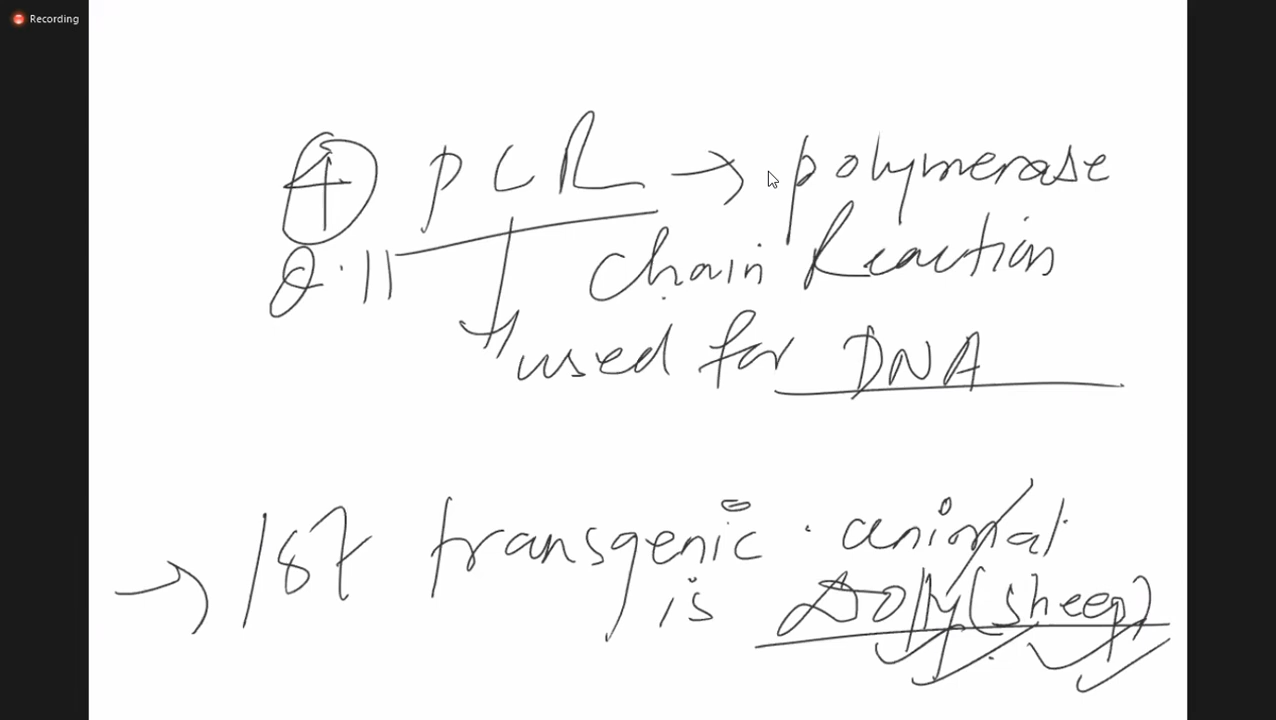 Recording
④ PCR → polymerase
Q.11 chain Reaction
used for DNA
→ 1st transgenic animal
is Dolly (sheep)